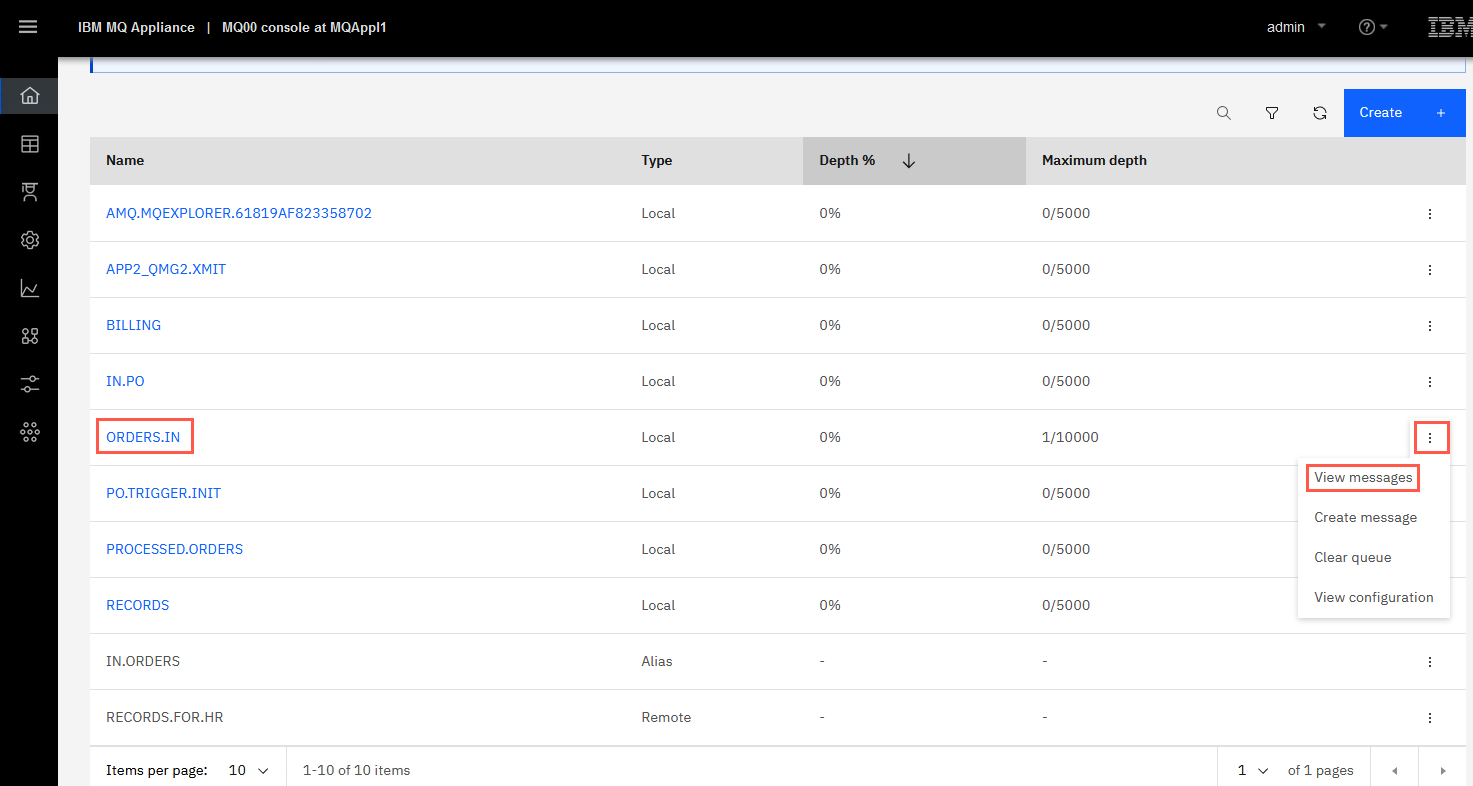 IBM MQ Appliance | MQ00 console at MQAppl1 admin IBM
Create +
Name Type Depth % Maximum depth
AMQ.MQEXPLORER.61819AF823358702 Local 0% 0/5000
APP2_QMG2.XMIT Local 0% 0/5000
BILLING Local 0% 0/5000
IN.PO Local 0% 0/5000
ORDERS.IN Local 0% 1/10000
View messages
PO.TRIGGER.INIT Local 0% 0/5000
Create message
PROCESSED.ORDERS Local 0% 0/5000
Clear queue
RECORDS Local 0% 0/5000
View configuration
IN.ORDERS Alias - -
RECORDS.FOR.HR Remote - -
Items per page: 10 1-10 of 10 items 1 of 1 pages